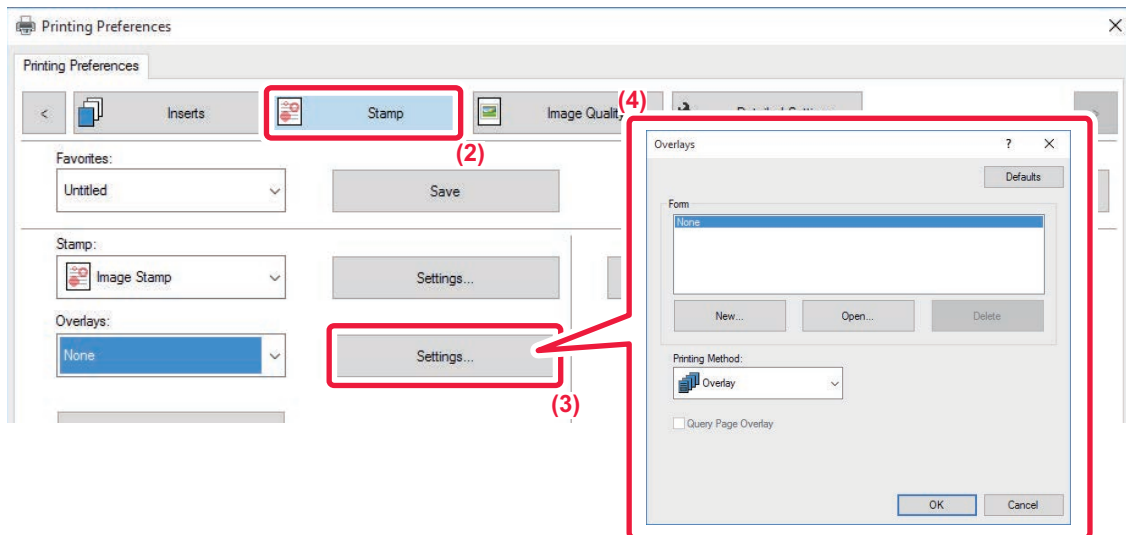 Printing Preferences
Printing Preferences
<
Inserts
Stamp
Image Quality
(4)
(2)
Favorites:
Untitled
Save
Stamp:
Image Stamp
Settings...
Overlays:
None
Settings...
(3)
Overlays
?
Defaults
Form
None
New...
Open...
Delete
Printing Method:
Overlay
Query Page Overlay
OK
Cancel